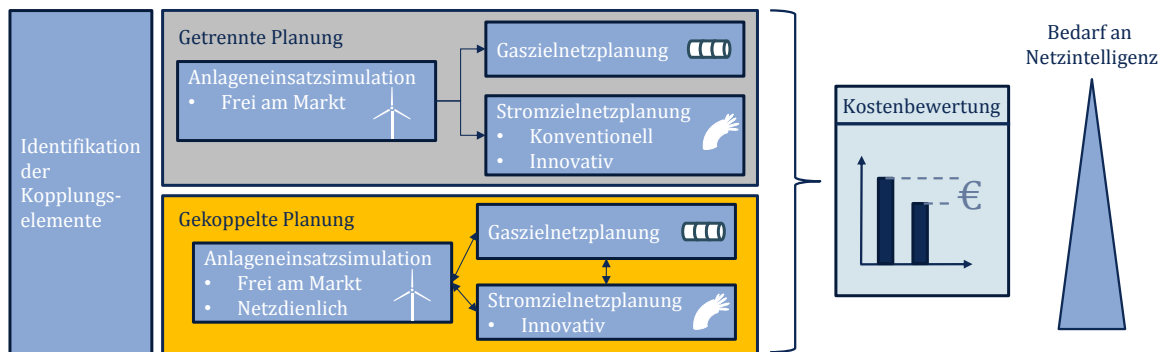 Identifikation
der
Kopplungs-
elemente
Getrennte Planung
Anlageneinsatzsimulation
• Frei am Markt
Gaszielnetzplanung
Stromzielnetzplanung
• Konventionell
• Innovativ
Gekoppelte Planung
Anlageneinsatzsimulation
• Frei am Markt
• Netzdienlich
Gaszielnetzplanung
Stromzielnetzplanung
• Innovativ
Kostenbewertung
€
Bedarf an
Netzintelligenz